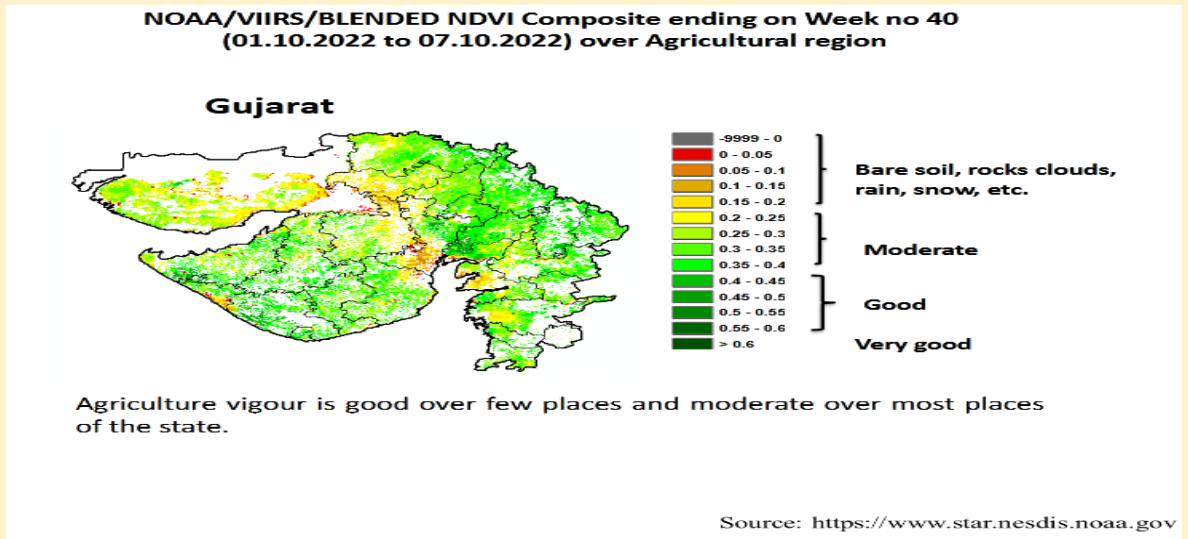 NOAA/VIIRS/BLENDED NDVI Composite ending on Week no 40
(01.10.2022 to 07.10.2022) over Agricultural region
Gujarat
-9999 - 0
0 - 0.05
0.05 - 0.1
0.1 - 0.15
0.15 - 0.2
0.2 - 0.25
0.25 - 0.3
0.3 - 0.35
0.35 - 0.4
0.4 - 0.45
0.45 - 0.5
0.5 - 0.55
0.55 - 0.6
> 0.6
Bare soil, rocks clouds,
rain, snow, etc.
Moderate
Good
Very good
Agriculture vigour is good over few places and moderate over most places
of the state.
Source: https://www.star.nesdis.noaa.gov